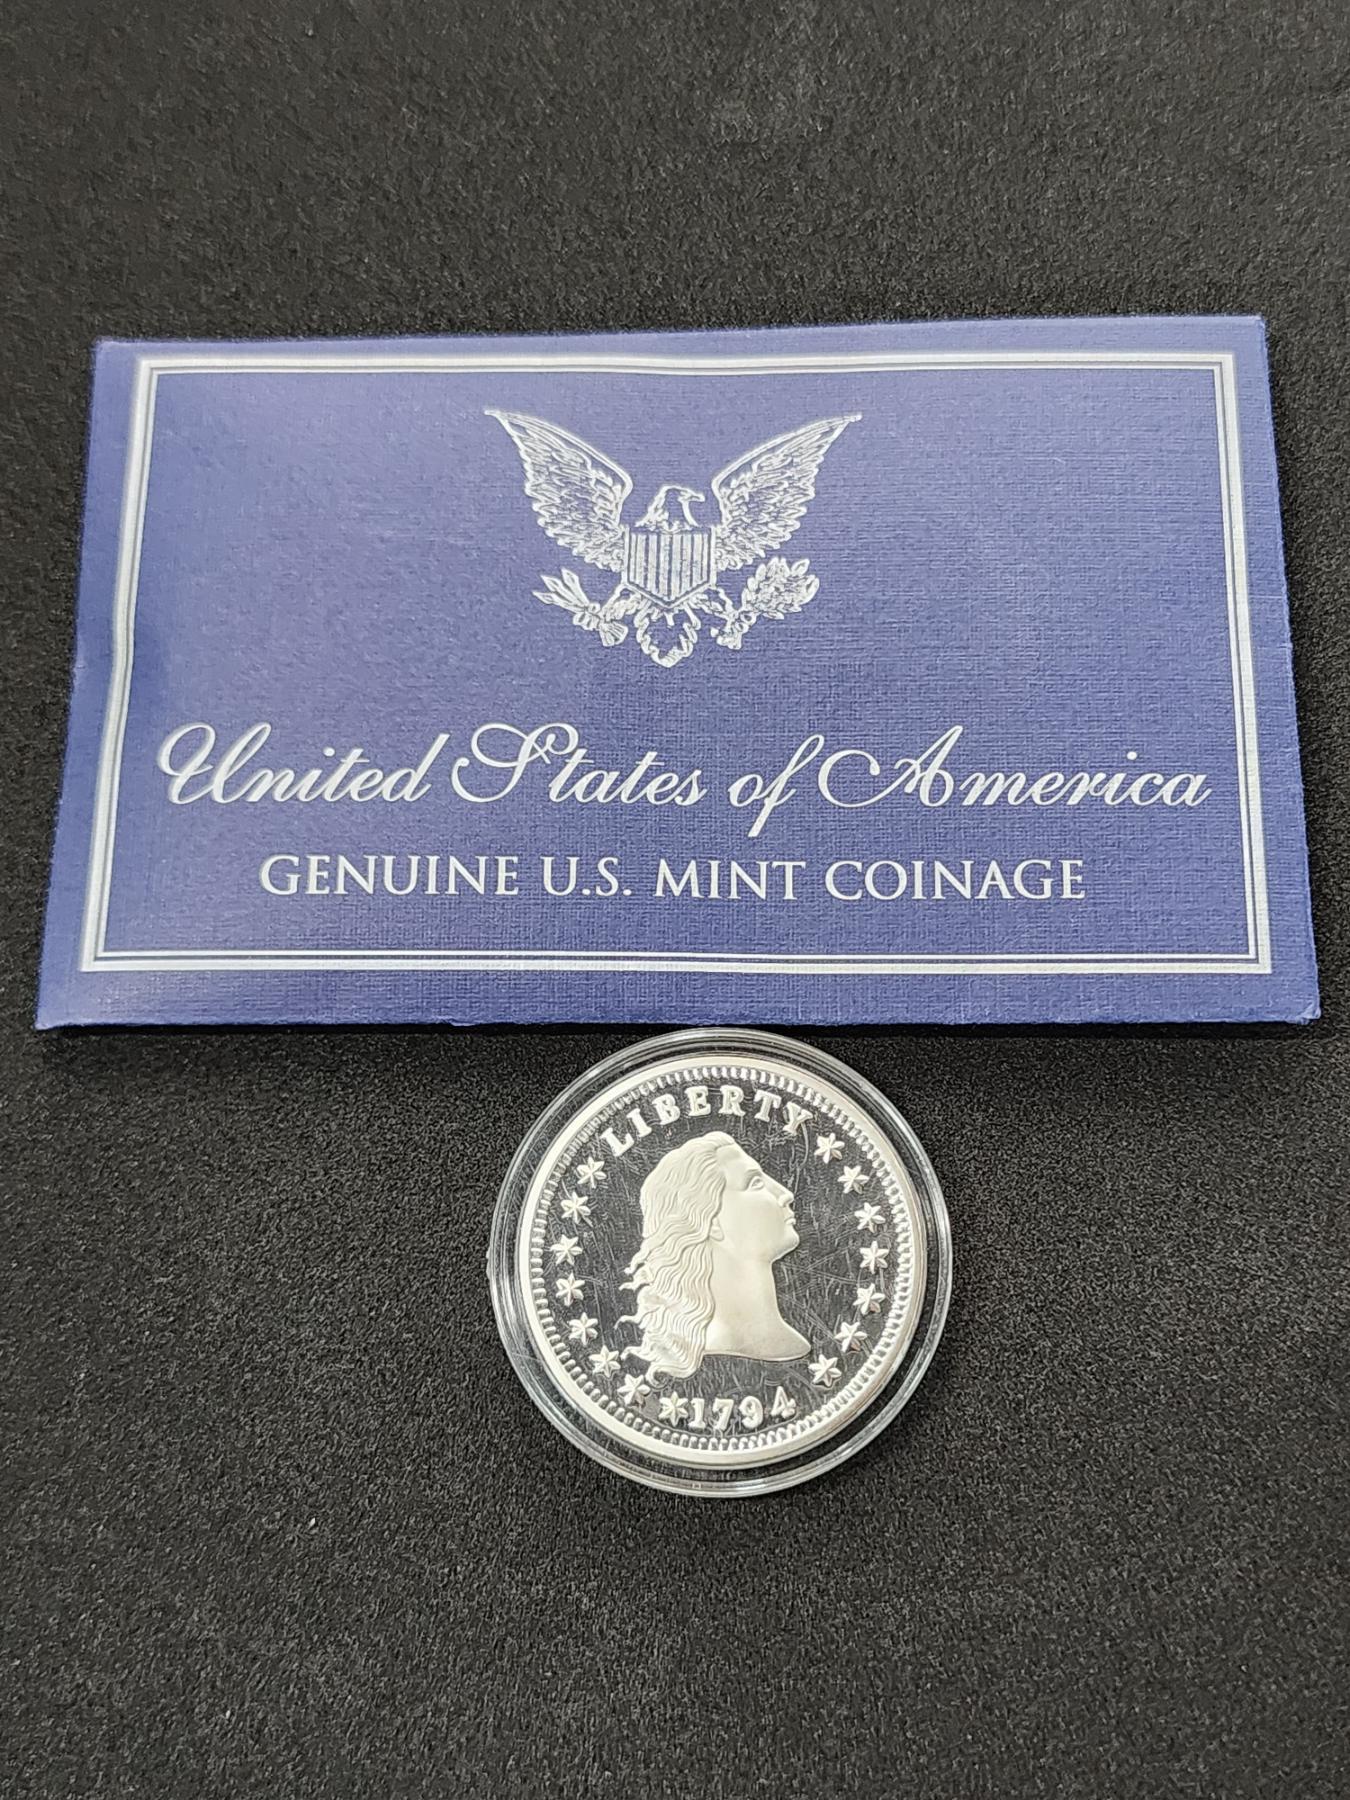 United States of America
GENUINE U.S. MINT COINAGE
LIBERTY
1794